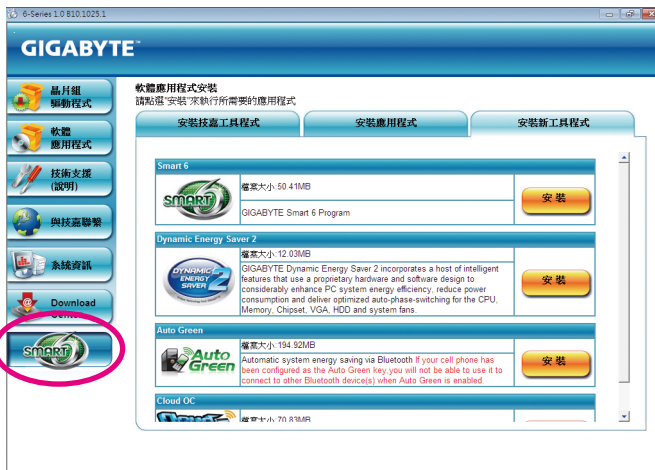 6-Series 1.0 B10.1025.1
GIGABYTE™
晶片組
驅動程式
軟體
應用程式
技術支援
(說明)
與技嘉聯繫
系統資訊
Download
SMART 6
軟體應用程式安裝
請點選"安裝"來執行所需要的應用程式
安裝技嘉工具程式
安裝應用程式
安裝新工具程式
Smart 6
SMART 6
檔案大小:50.41MB
GIGABYTE Smart 6 Program
安裝
Dynamic Energy Saver 2
DYNAMIC
ENERGY
SAVER 2
檔案大小:12.03MB
GIGABYTE Dynamic Energy Saver 2 incorporates a host of intelligent
features that use a proprietary hardware and software design to
considerably enhance PC system energy efficiency, reduce power
consumption and deliver optimized auto-phase-switching for the CPU,
Memory, Chipset, VGA, HDD and system fans.
安裝
Auto Green
Auto
Green
檔案大小:194.92MB
Automatic system energy saving via Bluetooth If your cell phone has
been configured as the Auto Green key,you will not be able to use it to
connect to other Bluetooth device(s) when Auto Green is enabled.
安裝
Cloud OC
檔案大小:70.83MB